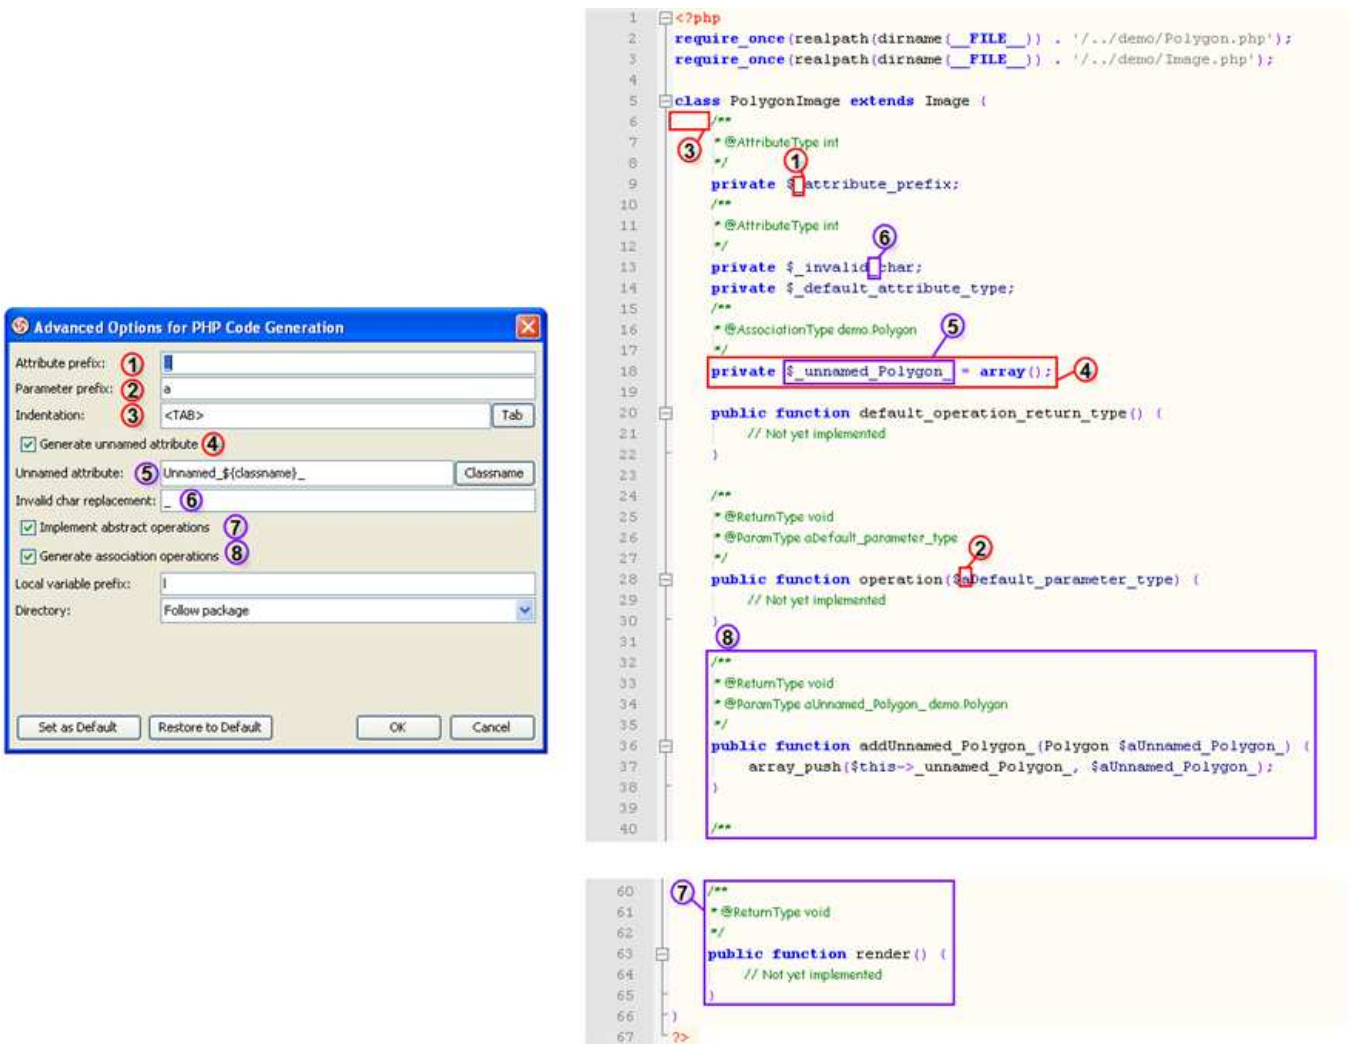 Advanced Options for PHP Code Generation
Attribute prefix: 1 _
Parameter prefix: 2 a
Indentation: 3 <TAB> Tab
Generate unnamed attribute 4
Unnamed attribute: 5 Unnamed_${classname}_ Classname
Invalid char replacement: _ 6
Implement abstract operations 7
Generate association operations 8
Local variable prefix: l
Directory: Follow package
Set as Default Restore to Default OK Cancel
1 <?php
2 require_once(realpath(dirname(__FILE__)) . '/../demo/Polygon.php');
3 require_once(realpath(dirname(__FILE__)) . '/../demo/Image.php');
4
5 class PolygonImage extends Image {
6 /**
7 * @AttributeType int
3
8 */
1
9 private $_attribute_prefix;
10 /**
11 * @AttributeType int
6
12 */
13 private $_invalid_char;
14 private $_default_attribute_type;
15 /**
16 * @AssociationType demo.Polygon
5
17 */
18 private $_unnamed_Polygon_ = array(); 4
19
20 public function default_operation_return_type() {
21 // Not yet implemented
22 }
23
24 /**
25 * @ReturnType void
26 * @ParamType aDefault_parameter_type
2
27 */
28 public function operation($aDefault_parameter_type) {
29 // Not yet implemented
30 }
31 8
32 /**
33 * @ReturnType void
34 * @ParamType aUnnamed_Polygon_ demo.Polygon
35 */
36 public function addUnnamed_Polygon_(Polygon $aUnnamed_Polygon_) {
37 array_push($this->_unnamed_Polygon_, $aUnnamed_Polygon_);
38 }
39
40 /**
60 7 /**
61 * @ReturnType void
62 */
63 public function render() {
64 // Not yet implemented
65 }
66 }
67 ?>